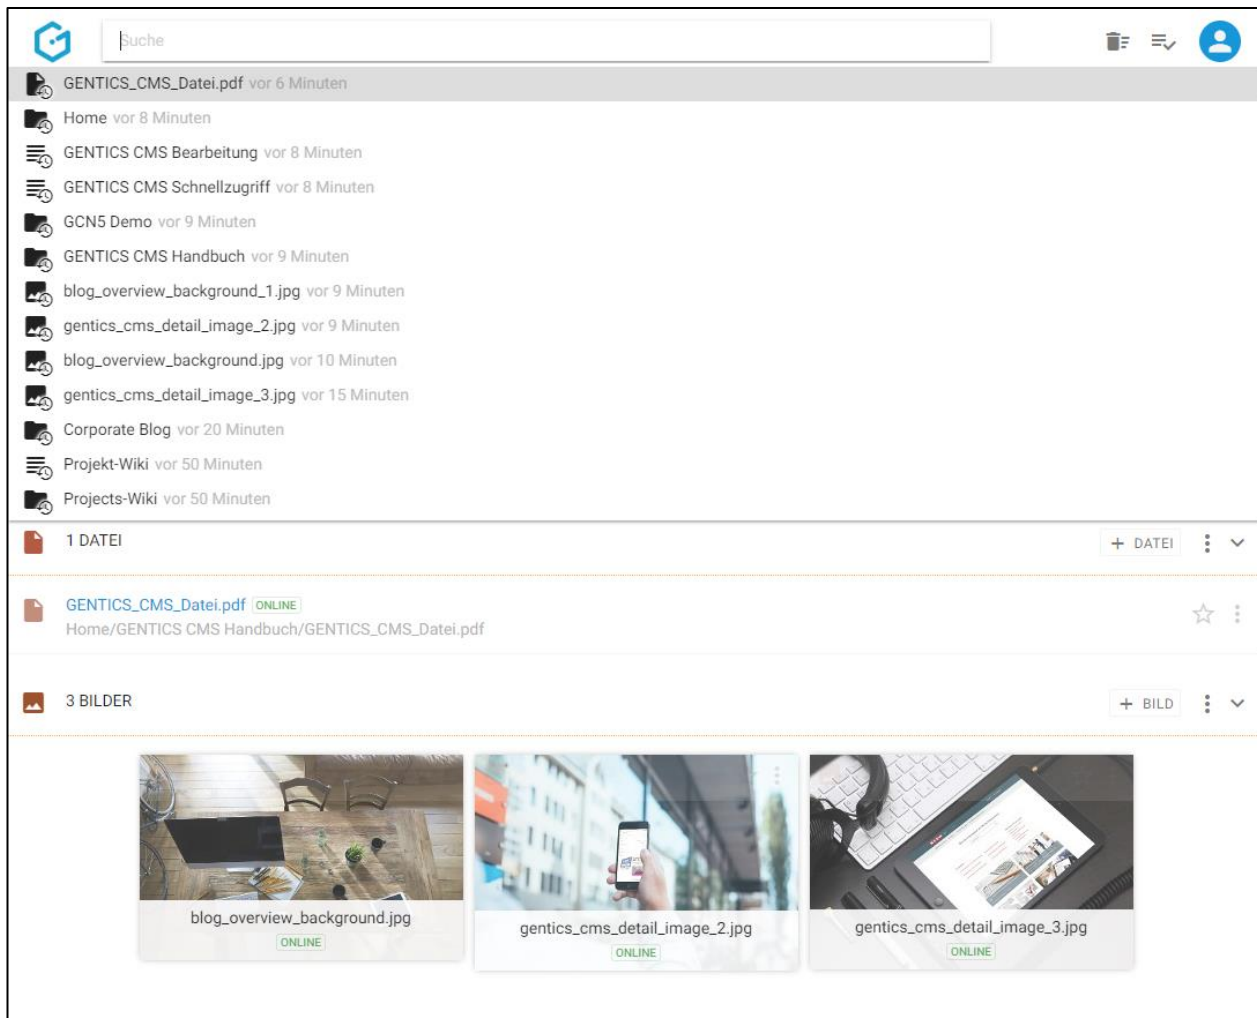 Suche
GENTICS_CMS_Datei.pdf vor 6 Minuten
Home vor 8 Minuten
GENTICS CMS Bearbeitung vor 8 Minuten
GENTICS CMS Schnellzugriff vor 8 Minuten
GCN5 Demo vor 9 Minuten
GENTICS CMS Handbuch vor 9 Minuten
blog_overview_background_1.jpg vor 9 Minuten
gentics_cms_detail_image_2.jpg vor 9 Minuten
blog_overview_background.jpg vor 10 Minuten
gentics_cms_detail_image_3.jpg vor 15 Minuten
Corporate Blog vor 20 Minuten
Projekt-Wiki vor 50 Minuten
Projects-Wiki vor 50 Minuten
1 DATEI + DATEI
GENTICS_CMS_Datei.pdf ONLINE
Home/GENTICS CMS Handbuch/GENTICS_CMS_Datei.pdf
3 BILDER + BILD
blog_overview_background.jpg
ONLINE
gentics_cms_detail_image_2.jpg
ONLINE
gentics_cms_detail_image_3.jpg
ONLINE